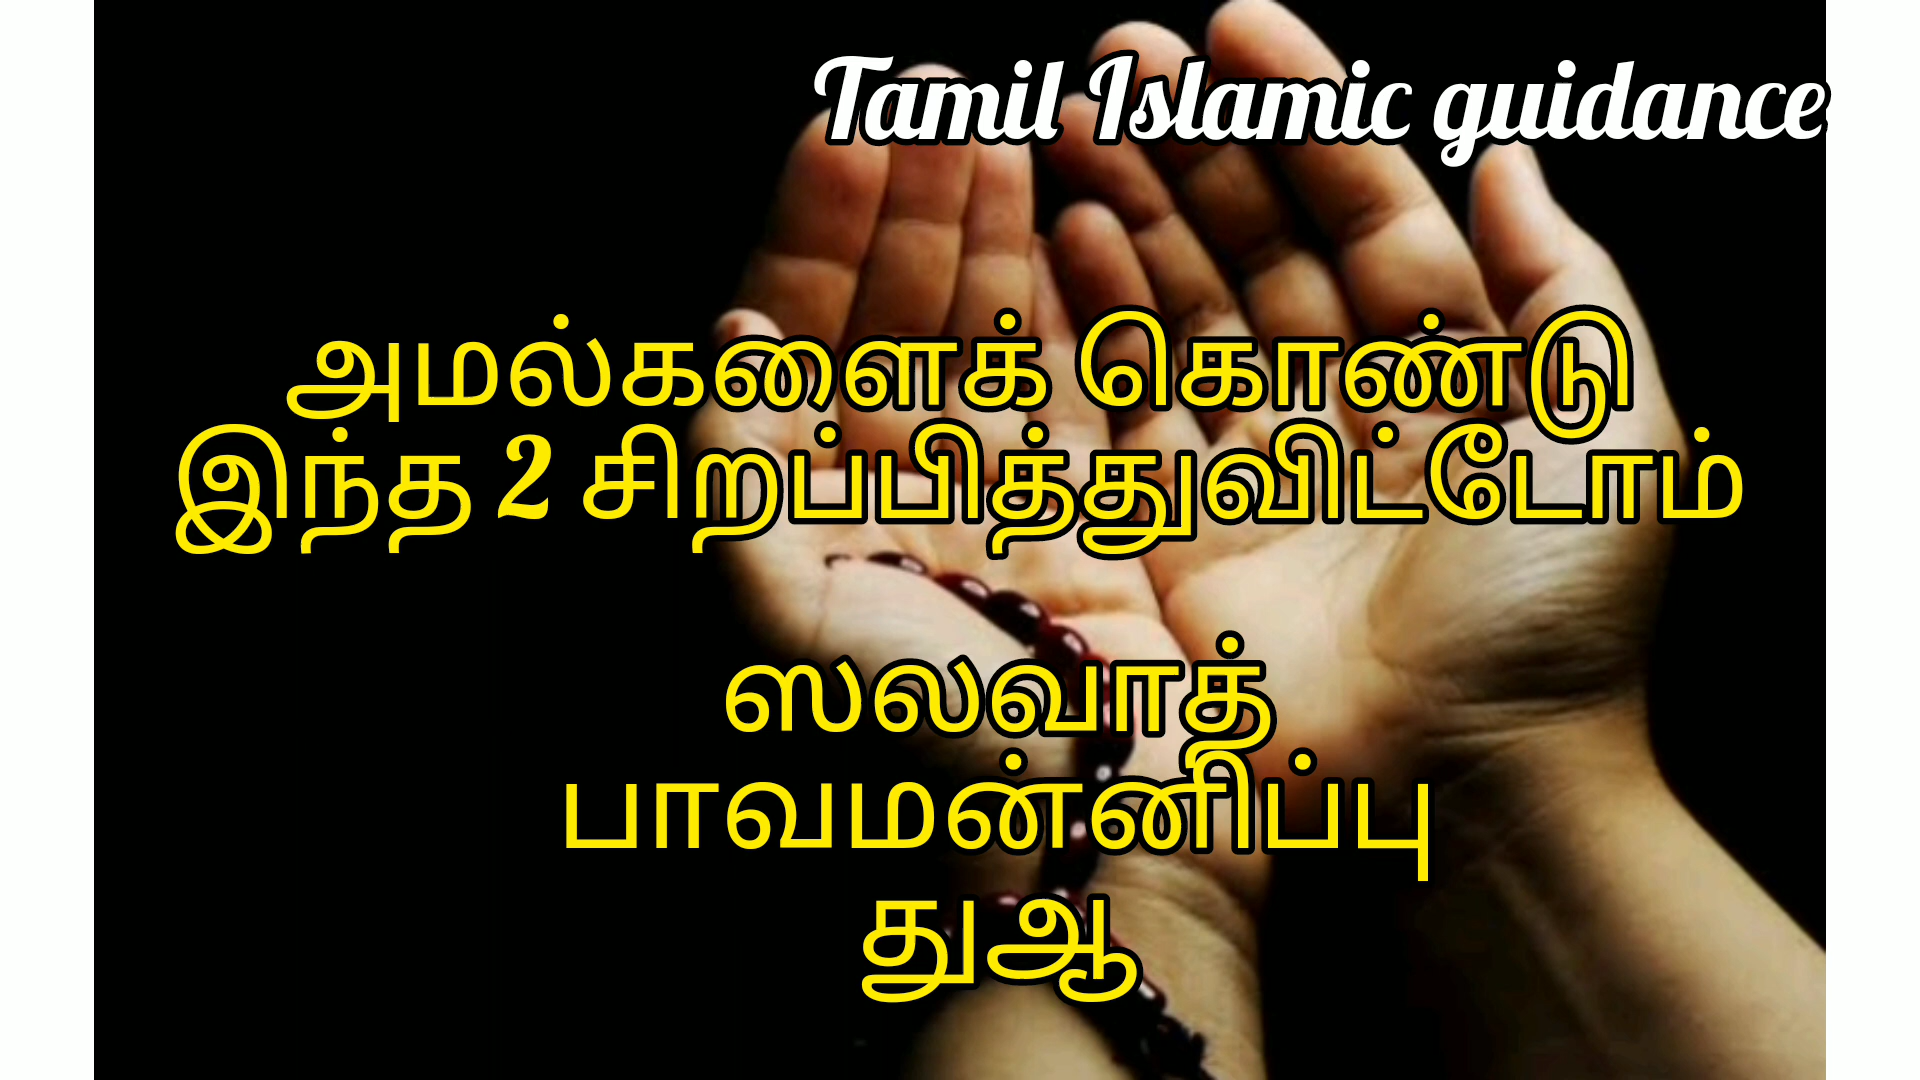 Tamil Islamic guidance
அமல்களைக் கொண்டு
இந்த 2 சிறப்பித்துவிட்டோம்
ஸலவாத்
பாவமன்னிப்பு
துஆ